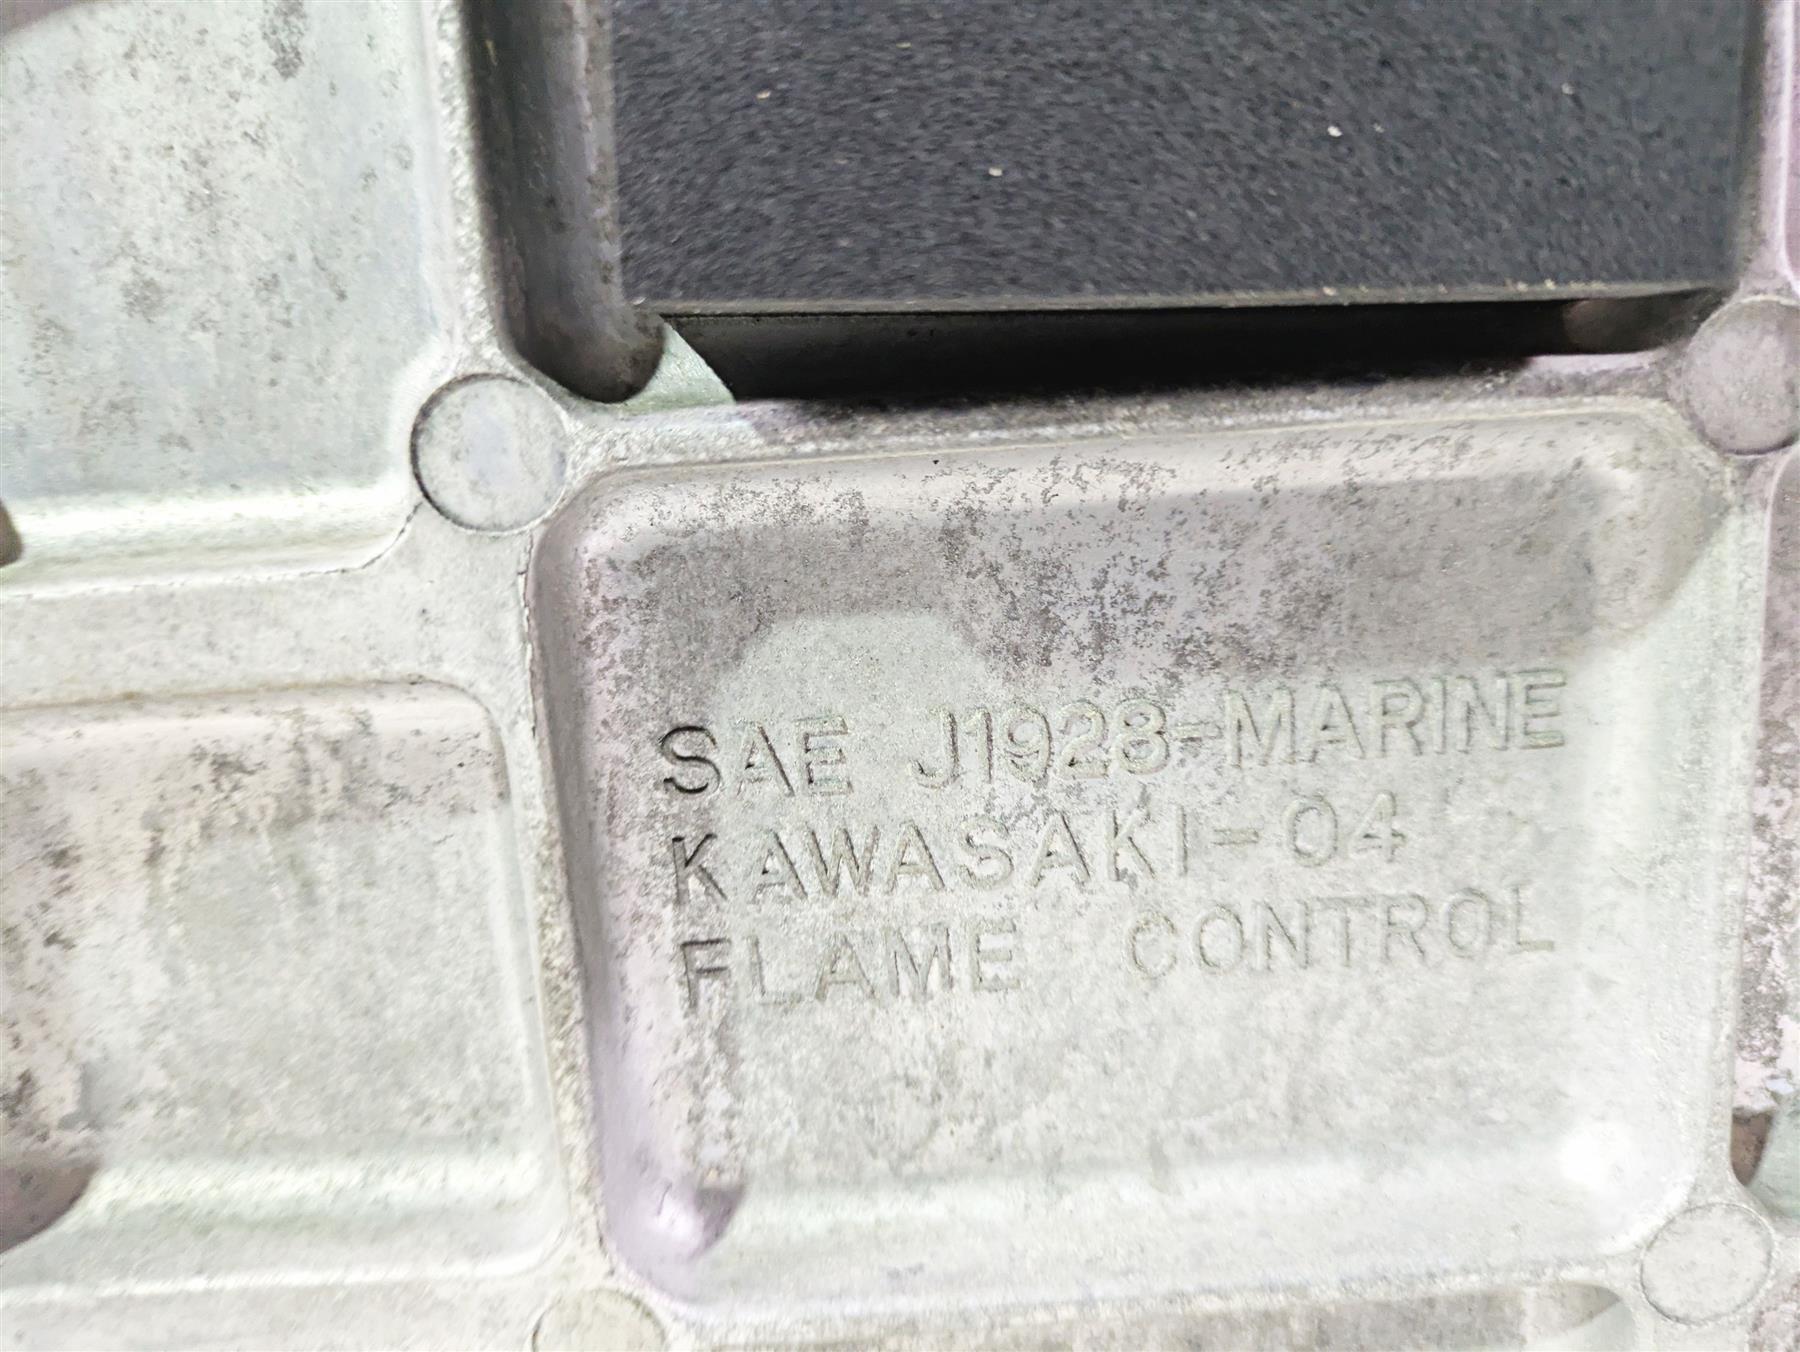 SAE J1928-MARINE
KAWASAKI-04
FLAME CONTROL